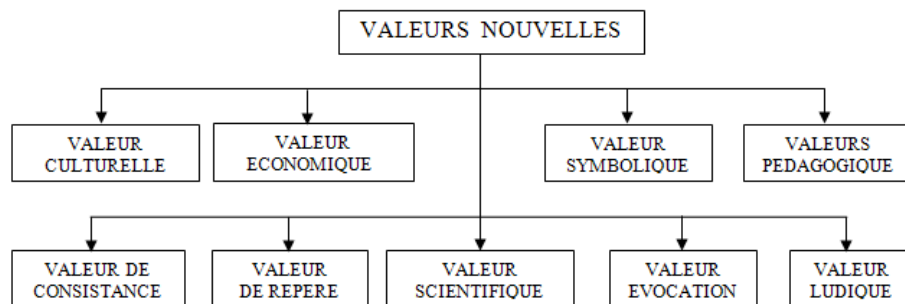 VALEURS NOUVELLES
VALEUR
CULTURELLE
VALEUR
ECONOMIQUE
VALEUR
SYMBOLIQUE
VALEURS
PEDAGOGIQUE
VALEUR DE
CONSISTANCE
VALEUR
DE REPERE
VALEUR
SCIENTIFIQUE
VALEUR
EVOCATION
VALEUR
LUDIQUE